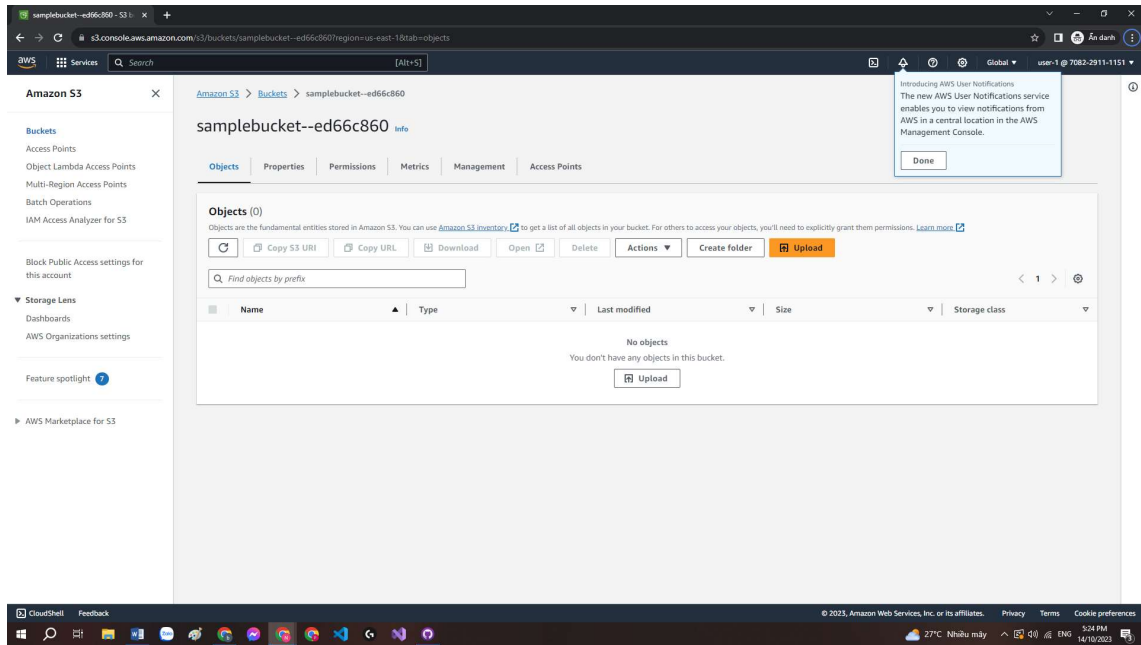 samplebucket--ed66c860 - S3 b
s3.console.aws.amazon.com/s3/buckets/samplebucket--ed66c860?region=us-east-1&tab=objects
Ẩn danh
aws
Services
Search
[Alt+S]
Global
user-1 @ 7082-2911-1151
Amazon S3
Buckets
Access Points
Object Lambda Access Points
Multi-Region Access Points
Batch Operations
IAM Access Analyzer for S3
Block Public Access settings for
this account
Storage Lens
Dashboards
AWS Organizations settings
Feature spotlight 7
AWS Marketplace for S3
Amazon S3 > Buckets > samplebucket--ed66c860
samplebucket--ed66c860 Info
Introducing AWS User Notifications
The new AWS User Notifications service
enables you to view notifications from
AWS in a central location in the AWS
Management Console.
Done
Objects
Properties
Permissions
Metrics
Management
Access Points
Objects (0)
Objects are the fundamental entities stored in Amazon S3. You can use Amazon S3 inventory to get a list of all objects in your bucket. For others to access your objects, you'll need to explicitly grant them permissions. Learn more
Copy S3 URI
Copy URL
Download
Open
Delete
Actions
Create folder
Upload
Find objects by prefix
1
Name
Type
Last modified
Size
Storage class
No objects
You don't have any objects in this bucket.
Upload
CloudShell
Feedback
© 2023, Amazon Web Services, Inc. or its affiliates.
Privacy
Terms
Cookie preferences
Zalo
27°C Nhiều mây
ENG
5:24 PM
14/10/2023